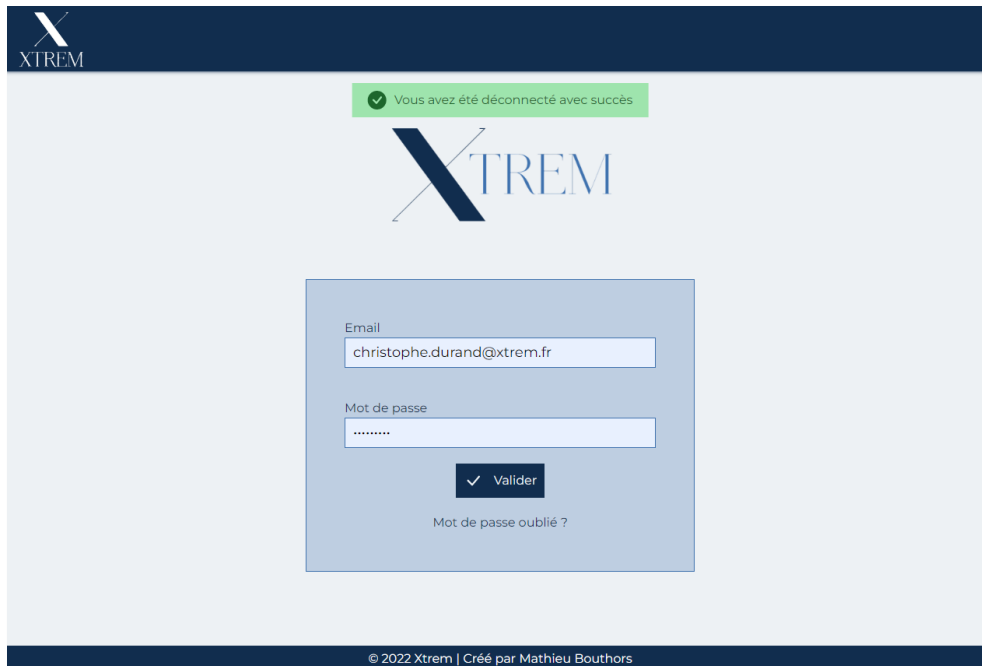 XTREM
Vous avez été déconnecté avec succès
XTREM
Email
christophe.durand@xtrem.fr
Mot de passe
•••••••••
Valider
Mot de passe oublié ?
© 2022 Xtrem | Créé par Mathieu Bouthors